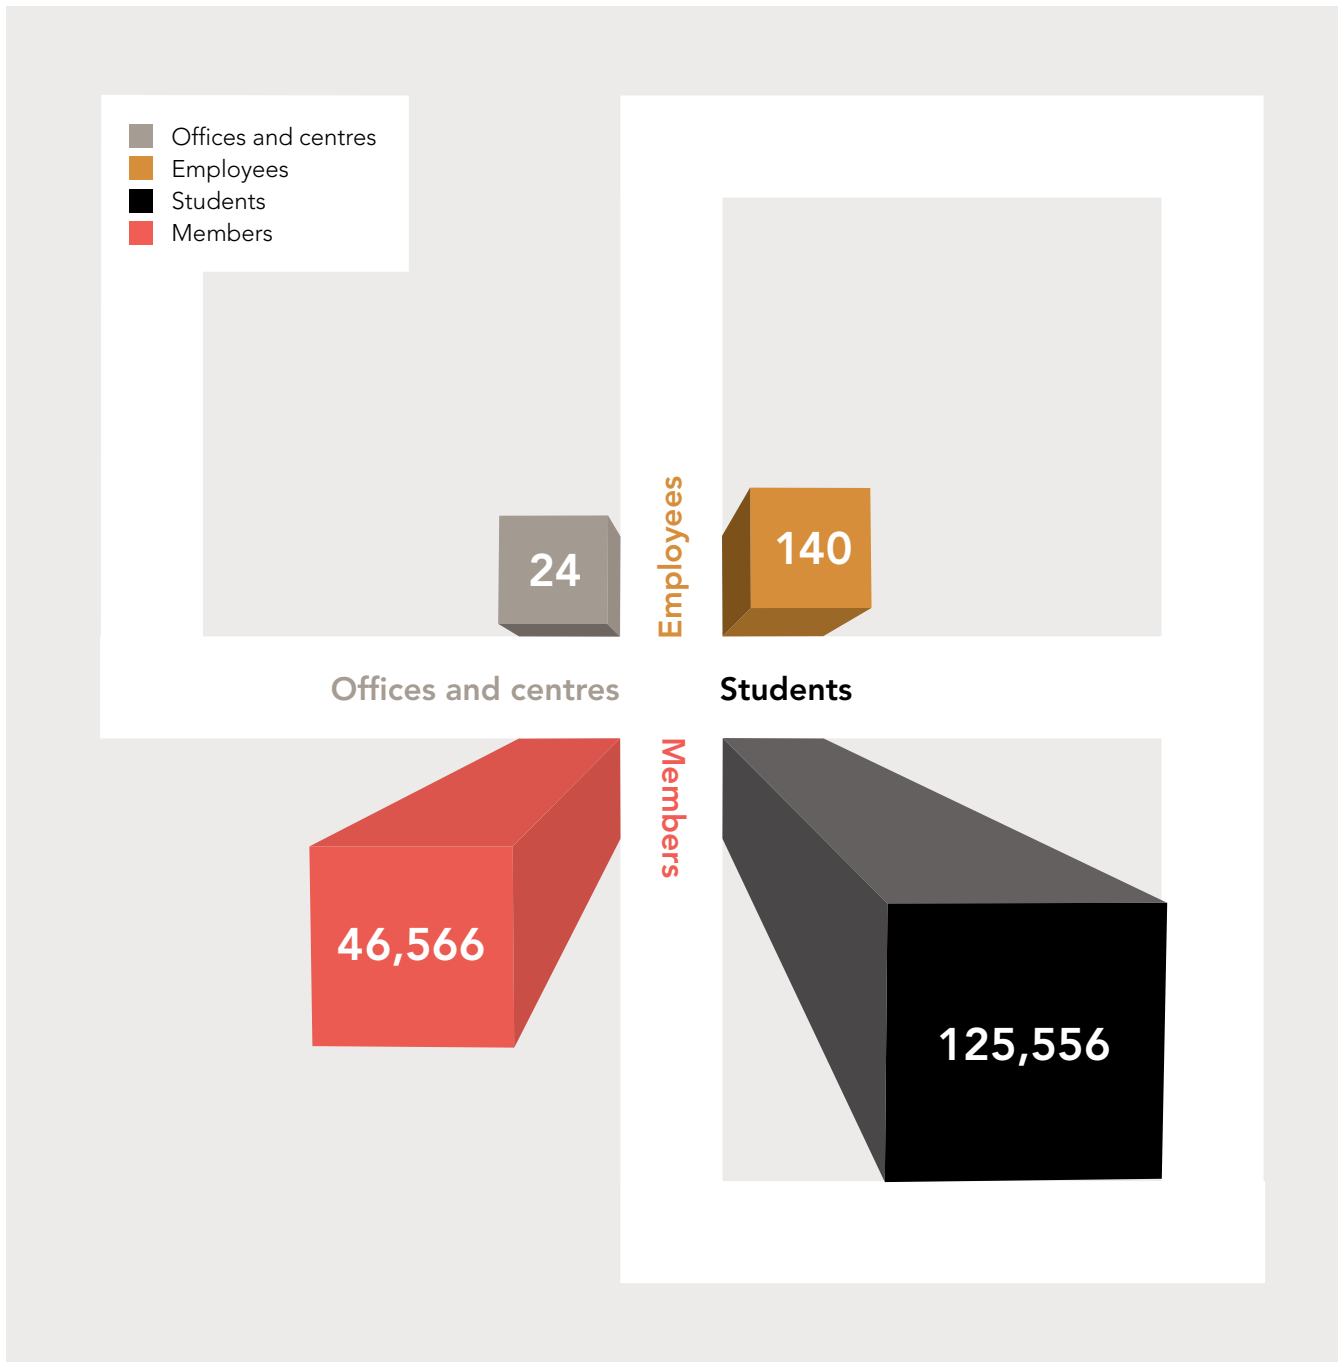 Offices and centres
Employees
Students
Members
Employees
24
140
Offices and centres
Students
Members
46,566
125,556